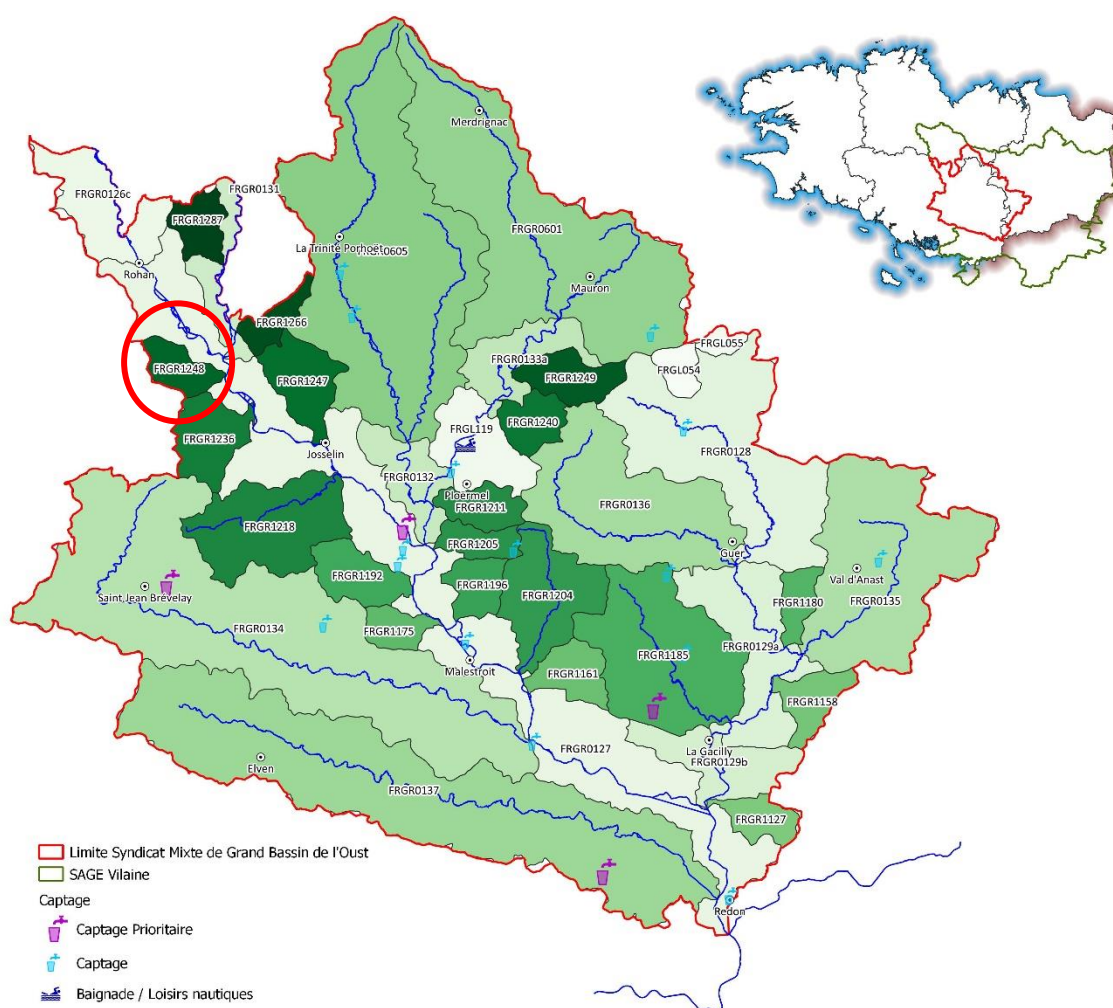 Merdrignac
FRGR0126c
FRGR0131
FRGR1287
FRGR0601
La Trinité Porhoët
FRGR0605
Rohan
Mauron
FRGR1266
FRGL055
FRGR0133a
FRGL054
FRGR1248
FRGR1249
FRGR1247
FRGR1240
FRGL119
FRGR1236
Josselin
FRGR0128
FRGR0132
Ploermel
FRGR0136
FRGR1211
FRGR1218
FRGR1205
Guer
Val d'Anast
FRGR1192
FRGR1196
FRGR1204
FRGR1180
FRGR0135
Saint Jean Brévelay
FRGR0134
FRGR1175
FRGR0129a
FRGR1185
Malestroit
FRGR1161
FRGR1158
La Gacilly
FRGR0127
FRGR0129b
Elven
FRGR0137
FRGR1127
Redon
Limite Syndicat Mixte de Grand Bassin de l'Oust
SAGE Vilaine
Captage
Captage Prioritaire
Captage
Baignade / Loisirs nautiques